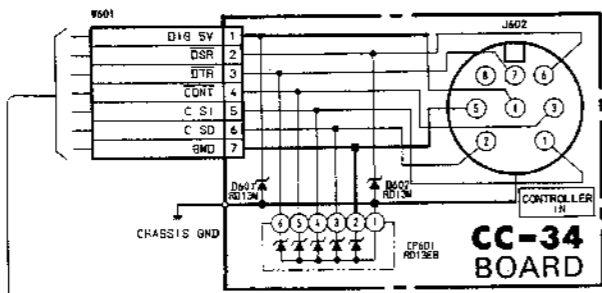 W601
DIG 5V 1
DSR 2
DTR 3
CONT 4
C SI 5
C SO 6
GND 7
J602
8 7 6
5 4 3
2 1
D601
RD13M
D602
RD13M
CHASSIS GND
6 5 4 3 2 1
CP601
RD13EB
CONTROLLER
IN
CC-34
BOARD